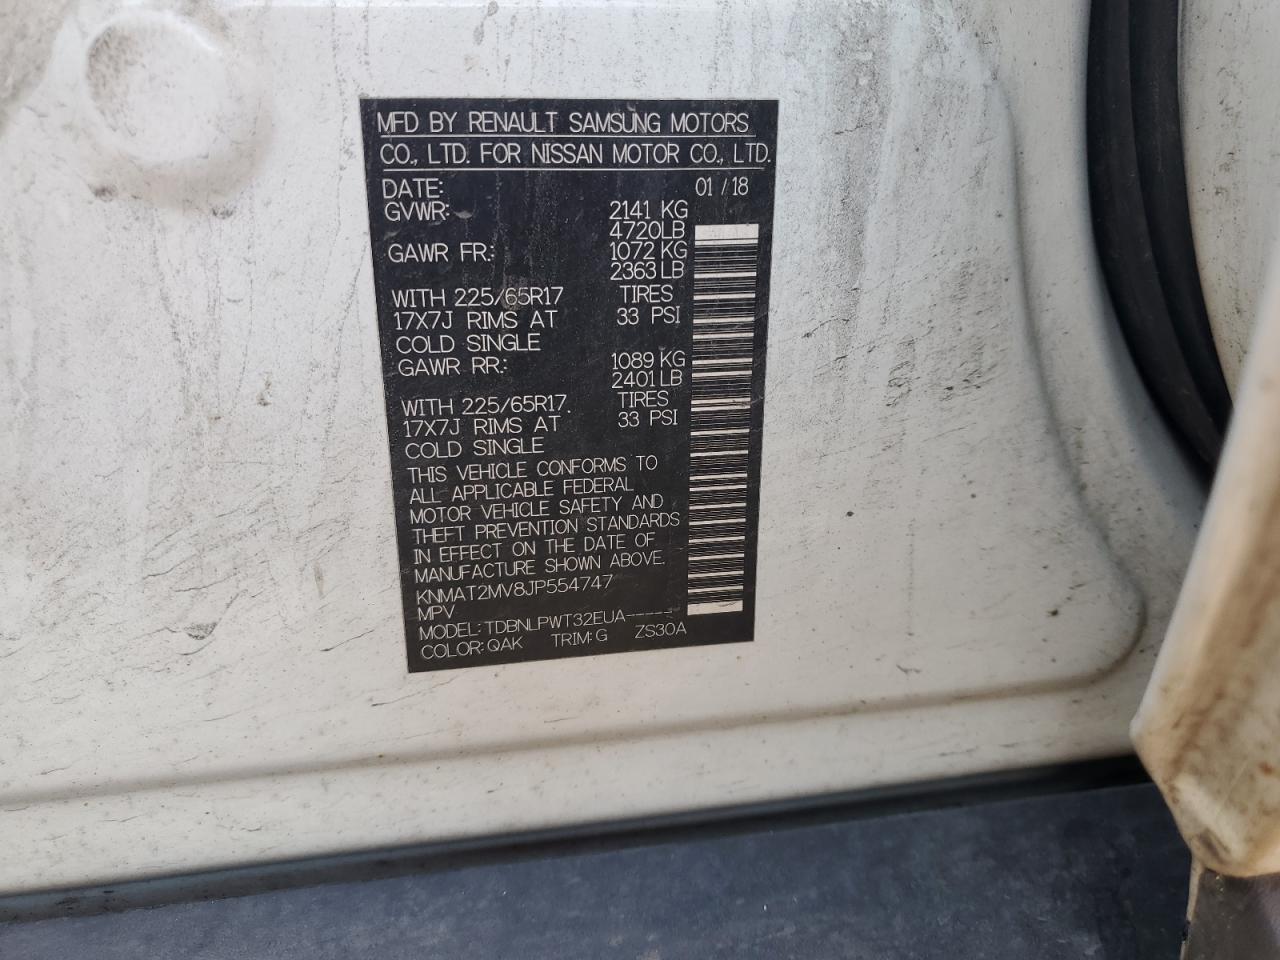 MFD BY RENAULT SAMSUNG MOTORS
CO., LTD. FOR NISSAN MOTOR CO., LTD.
DATE: 01 / 18
GVWR: 2141 KG
4720LB
GAWR FR.: 1072 KG
2363 LB
WITH 225/65R17 TIRES
17X7J RIMS AT 33 PSI
COLD SINGLE
GAWR RR.: 1089 KG
2401 LB
WITH 225/65R17. TIRES
17X7J RIMS AT 33 PSI
COLD SINGLE
THIS VEHICLE CONFORMS TO
ALL APPLICABLE FEDERAL
MOTOR VEHICLE SAFETY AND
THEFT PREVENTION STANDARDS
IN EFFECT ON THE DATE OF
MANUFACTURE SHOWN ABOVE.
KNMAT2MV8JP554747
MPV
MODEL: TDBNLPWT32EUA-----
COLOR: QAK TRIM: G ZS30A